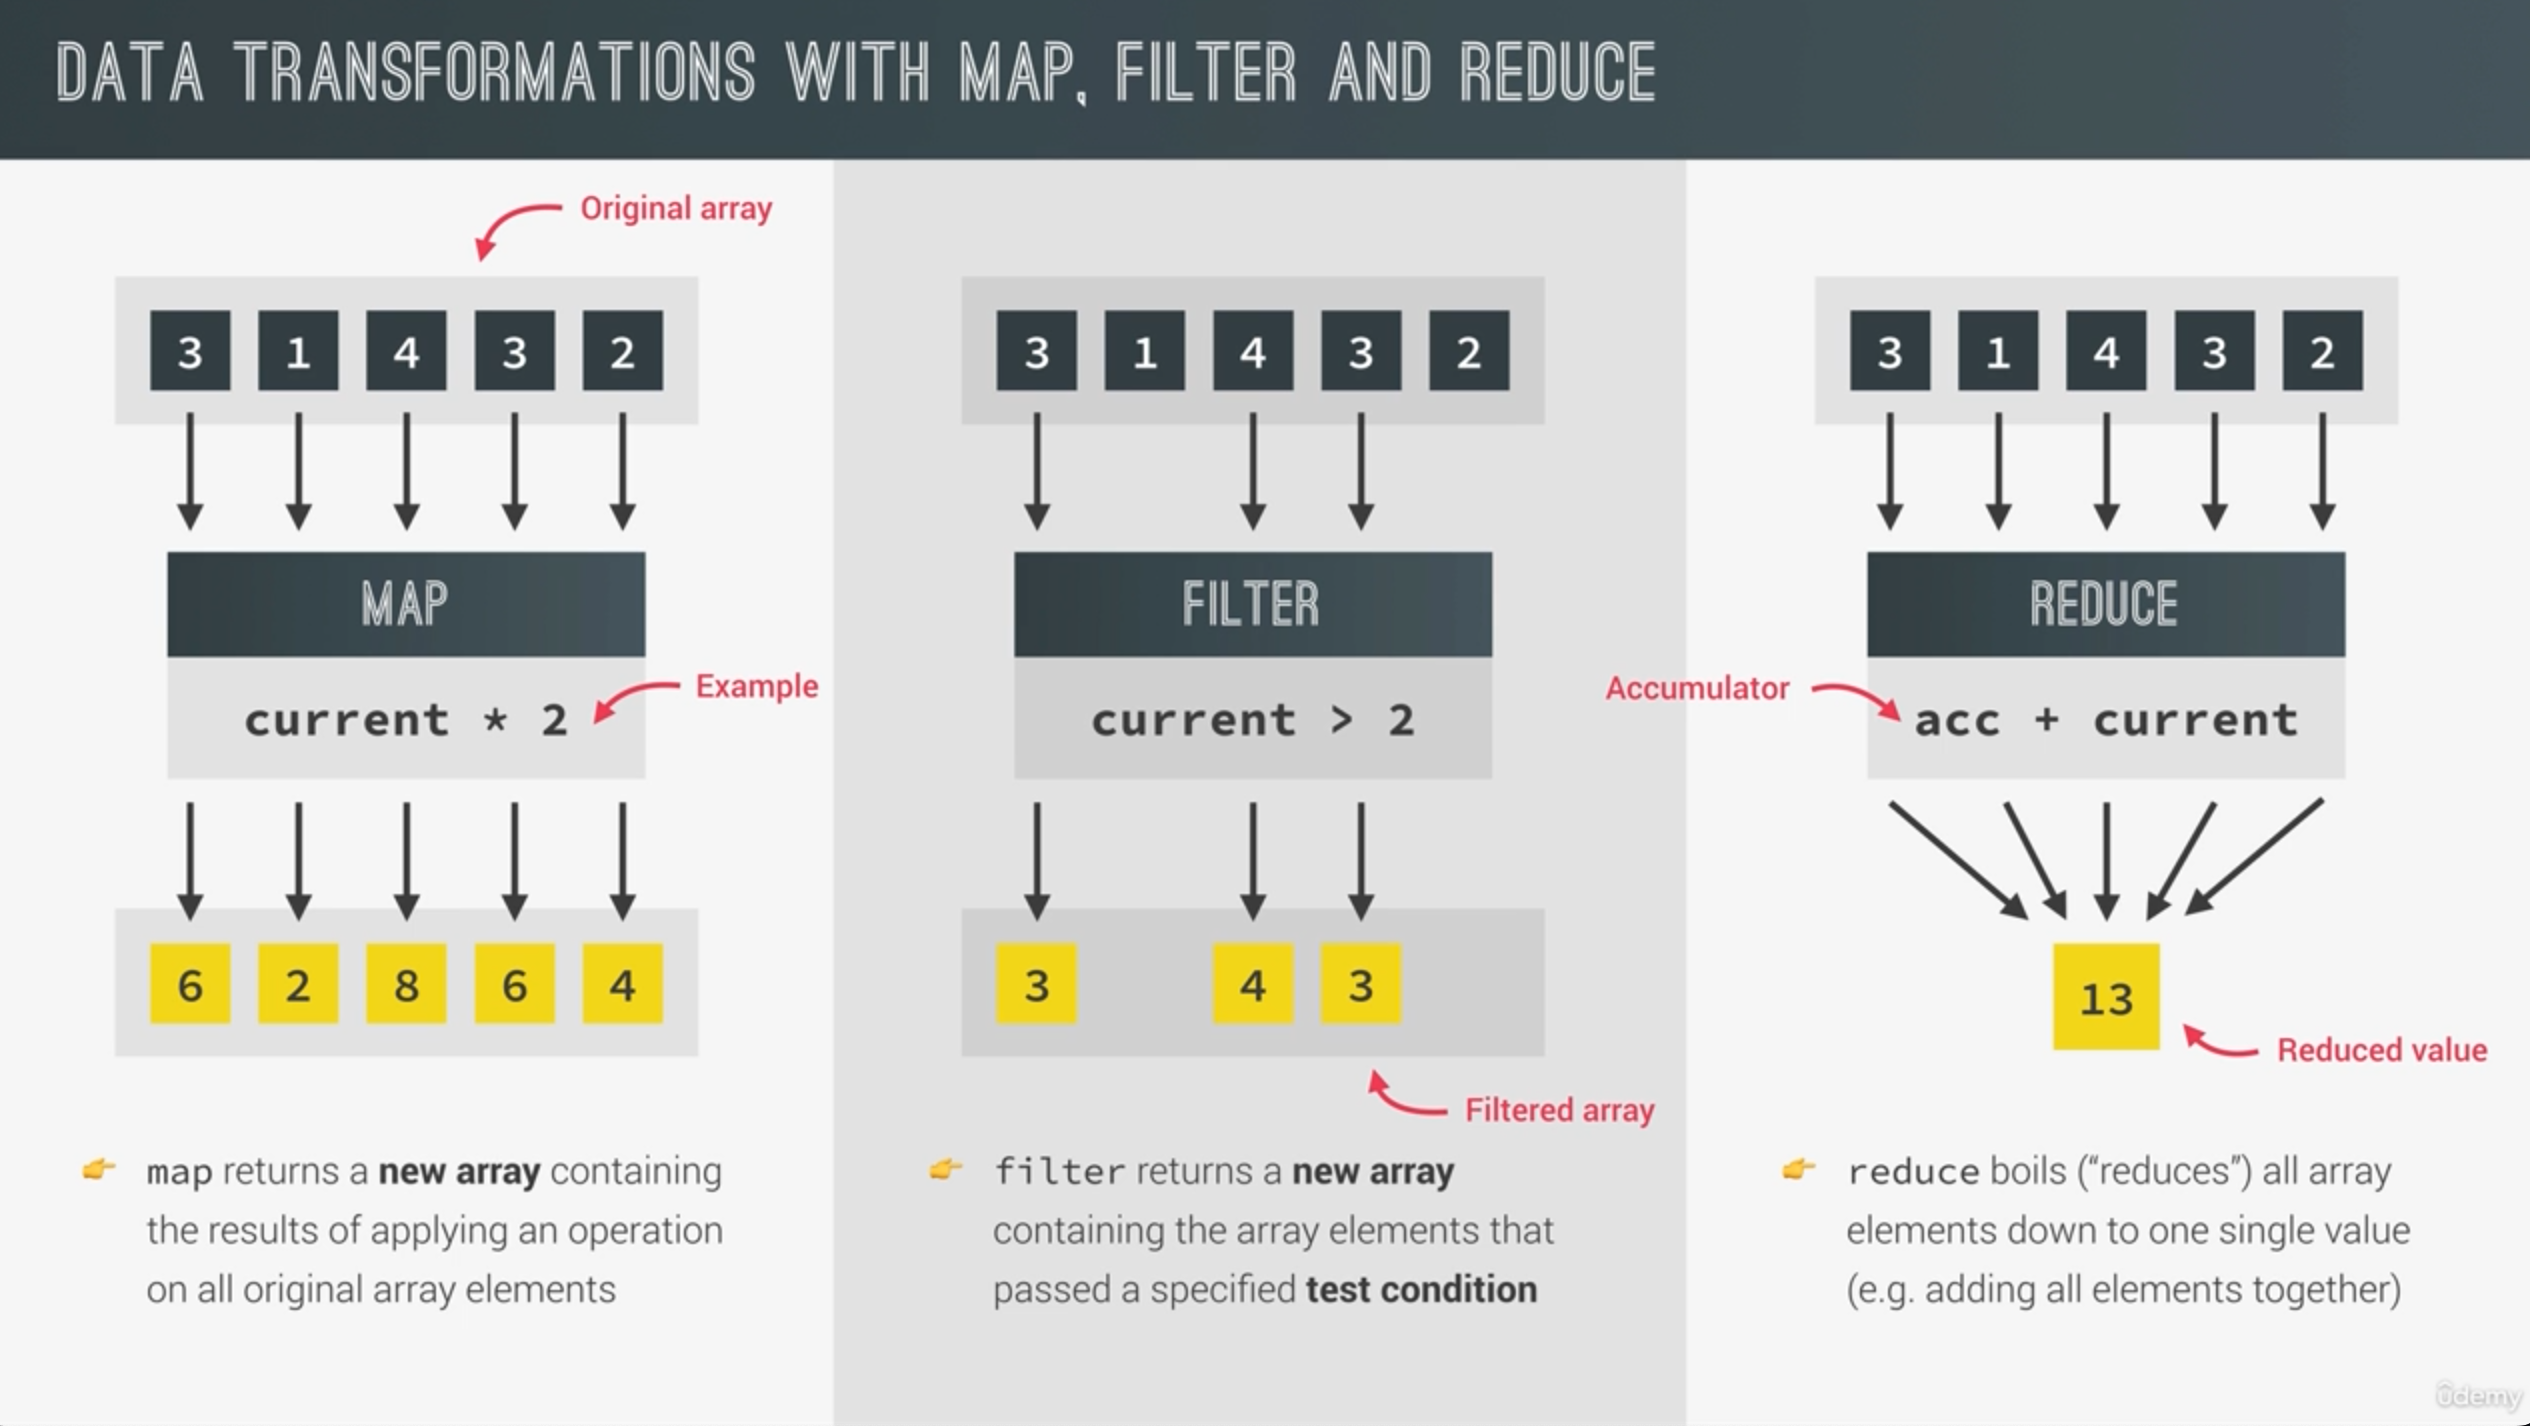 DATA TRANSFORMATIONS WITH MAP, FILTER AND REDUCE
Original array
3 1 4 3 2
MAP
Example
current * 2
6 2 8 6 4
map returns a new array containing
the results of applying an operation
on all original array elements
3 1 4 3 2
FILTER
current > 2
3 4 3
Filtered array
filter returns a new array
containing the array elements that
passed a specified test condition
3 1 4 3 2
REDUCE
Accumulator
acc + current
13
Reduced value
reduce boils (“reduces”) all array
elements down to one single value
(e.g. adding all elements together)
ûdemy